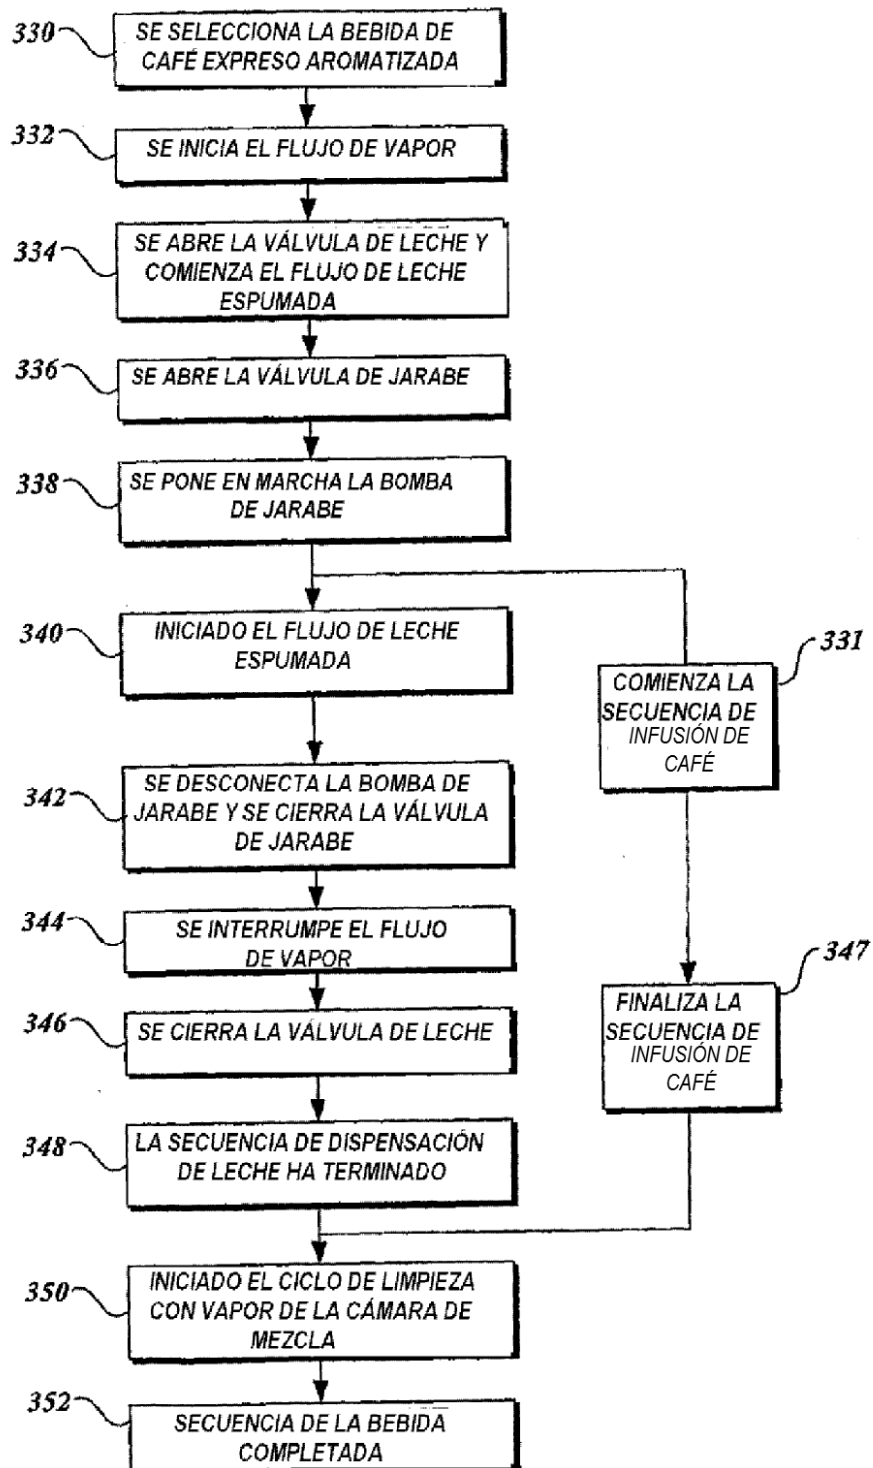 330
SE SELECCIONA LA BEBIDA DE
CAFÉ EXPRESO AROMATIZADA
332
SE INICIA EL FLUJO DE VAPOR
334
SE ABRE LA VÁLVULA DE LECHE Y
COMIENZA EL FLUJO DE LECHE
ESPUMADA
336
SE ABRE LA VÁLVULA DE JARABE
338
SE PONE EN MARCHA LA BOMBA
DE JARABE
340
INICIADO EL FLUJO DE LECHE
ESPUMADA
331
COMIENZA LA
SECUENCIA DE
INFUSIÓN DE
CAFÉ
342
SE DESCONECTA LA BOMBA DE
JARABE Y SE CIERRA LA VÁLVULA
DE JARABE
344
SE INTERRUMPE EL FLUJO
DE VAPOR
347
FINALIZA LA
SECUENCIA DE
INFUSIÓN DE
CAFÉ
346
SE CIERRA LA VÁLVULA DE LECHE
348
LA SECUENCIA DE DISPENSACIÓN
DE LECHE HA TERMINADO
350
INICIADO EL CICLO DE LIMPIEZA
CON VAPOR DE LA CÁMARA DE
MEZCLA
352
SECUENCIA DE LA BEBIDA
COMPLETADA